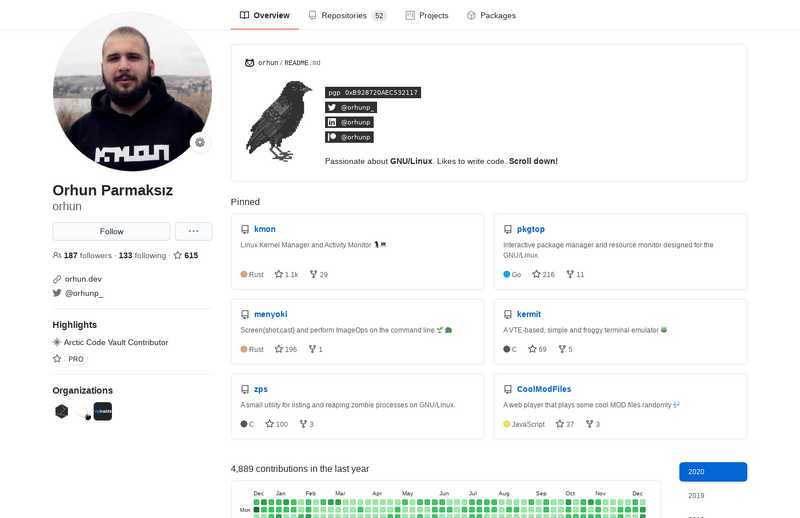 Overview
Repositories 52
Projects
Packages
orhun / README.md
pgp 0xB928720AEC532117
@orhunp_
@orhunp
@orhunp
Passionate about GNU/Linux. Likes to write code. Scroll down!
Orhun Parmaksız
orhun
Follow
187 followers · 133 following · 615
orhun.dev
@orhunp_
Highlights
Arctic Code Vault Contributor
PRO
Organizations
Pinned
kmon
Linux Kernel Manager and Activity Monitor
Rust 1.1k 29
pkgtop
Interactive package manager and resource monitor designed for the
GNU/Linux.
Go 216 11
menyoki
Screen{shot,cast} and perform ImageOps on the command line
Rust 196 1
kermit
A VTE-based, simple and froggy terminal emulator
C 69 5
zps
A small utility for listing and reaping zombie processes on GNU/Linux.
C 100 3
CoolModFiles
A web player that plays some cool MOD files randomly
JavaScript 37 3
4,889 contributions in the last year
Dec Jan Feb Mar Apr May Jun Jul Aug Sep Oct Nov Dec
Mon
2020
2019